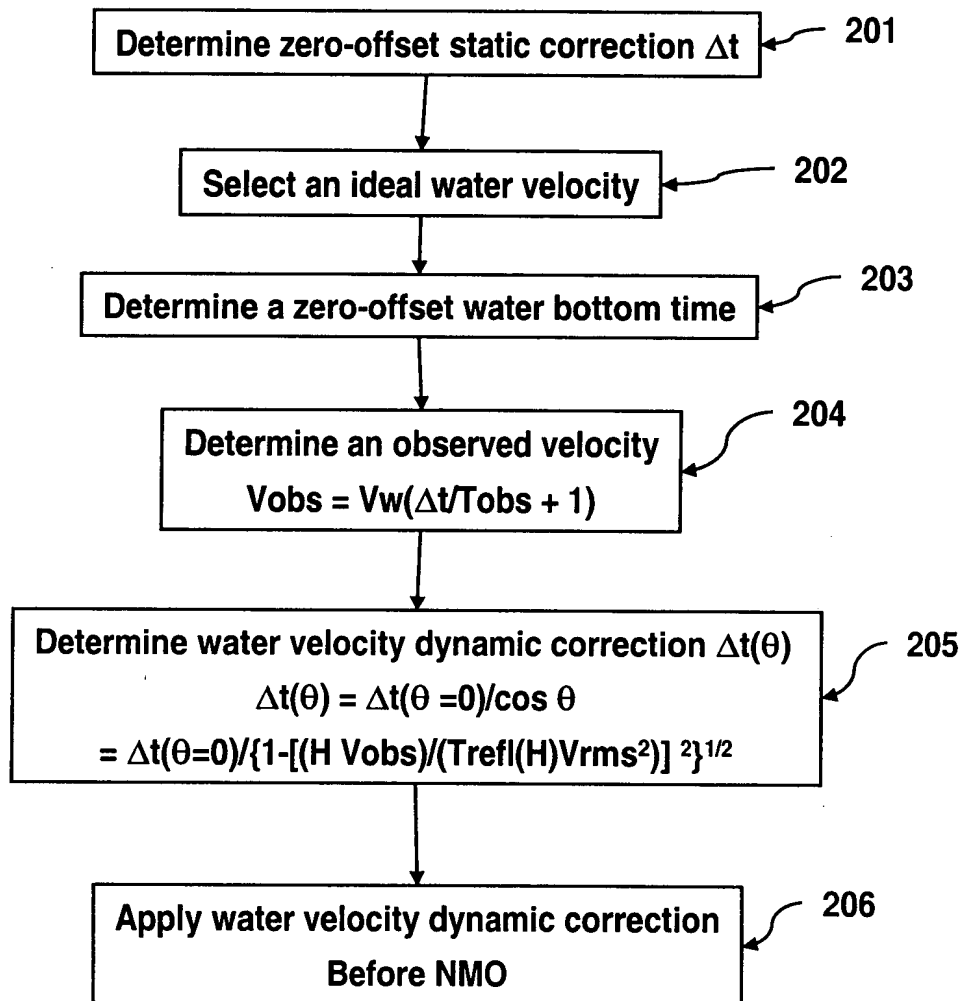 Determine zero-offset static correction Δt
201
Select an ideal water velocity
202
Determine a zero-offset water bottom time
203
Determine an observed velocity
Vobs = Vw(Δt/Tobs + 1)
204
Determine water velocity dynamic correction Δt(θ)
Δt(θ) = Δt(θ =0)/cos θ
= Δt(θ=0)/{1-[(H Vobs)/(Trefl(H)Vrms²)] ²}¹/²
205
Apply water velocity dynamic correction
Before NMO
206